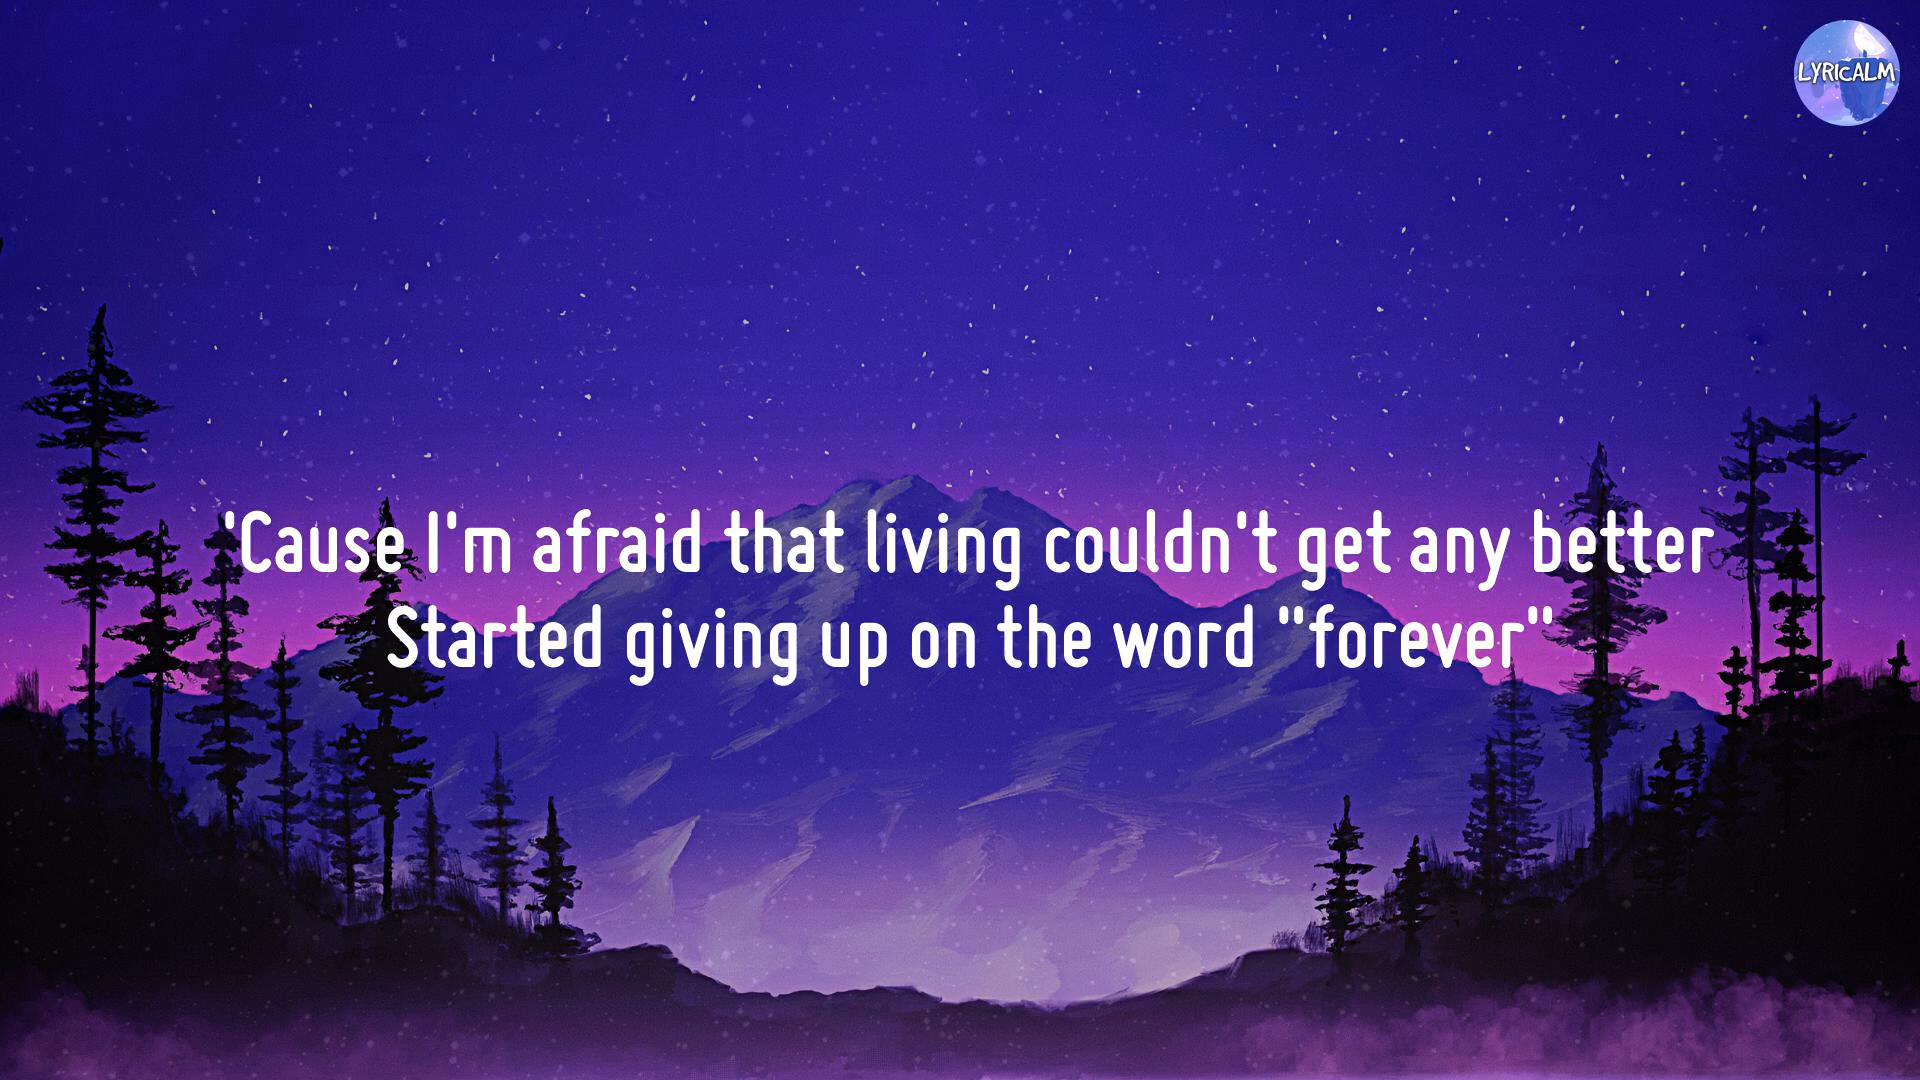 LYRICALM
'Cause I'm afraid that living couldn't get any better
Started giving up on the word "forever"